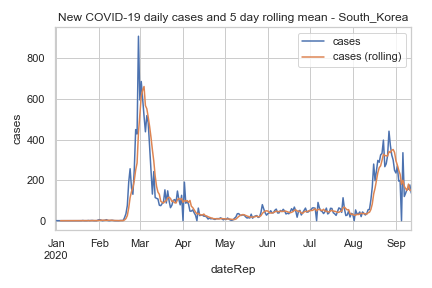 New COVID-19 daily cases and 5 day rolling mean - South_Korea
cases
cases (rolling)
cases
800
600
400
200
0
Jan Feb Mar Apr May Jun Jul Aug Sep
2020
dateRep